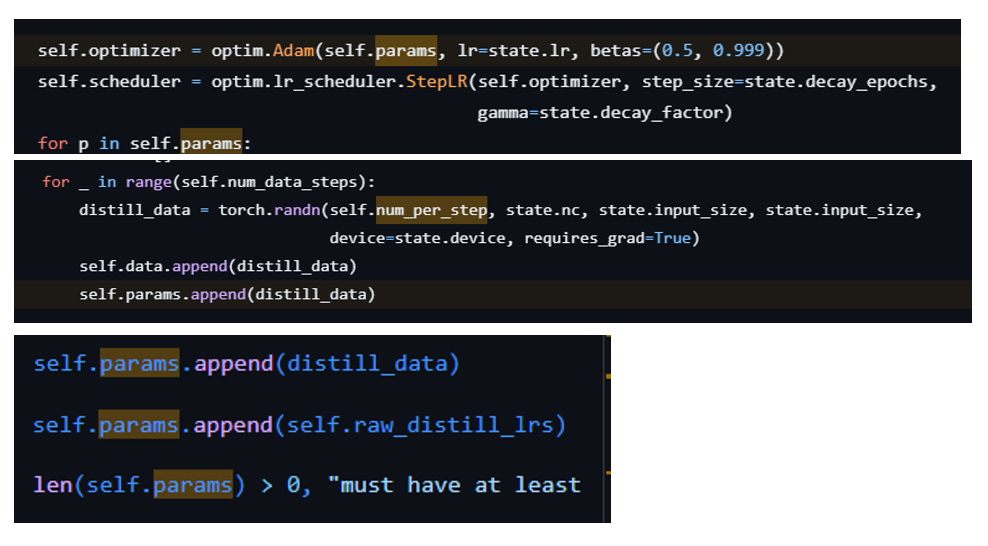 self.optimizer = optim.Adam(self.params, lr=state.lr, betas=(0.5, 0.999))
self.scheduler = optim.lr_scheduler.StepLR(self.optimizer, step_size=state.decay_epochs,
gamma=state.decay_factor)
for p in self.params:
for _ in range(self.num_data_steps):
distill_data = torch.randn(self.num_per_step, state.nc, state.input_size, state.input_size,
device=state.device, requires_grad=True)
self.data.append(distill_data)
self.params.append(distill_data)
self.params.append(distill_data)
self.params.append(self.raw_distill_lrs)
len(self.params) > 0, "must have at least